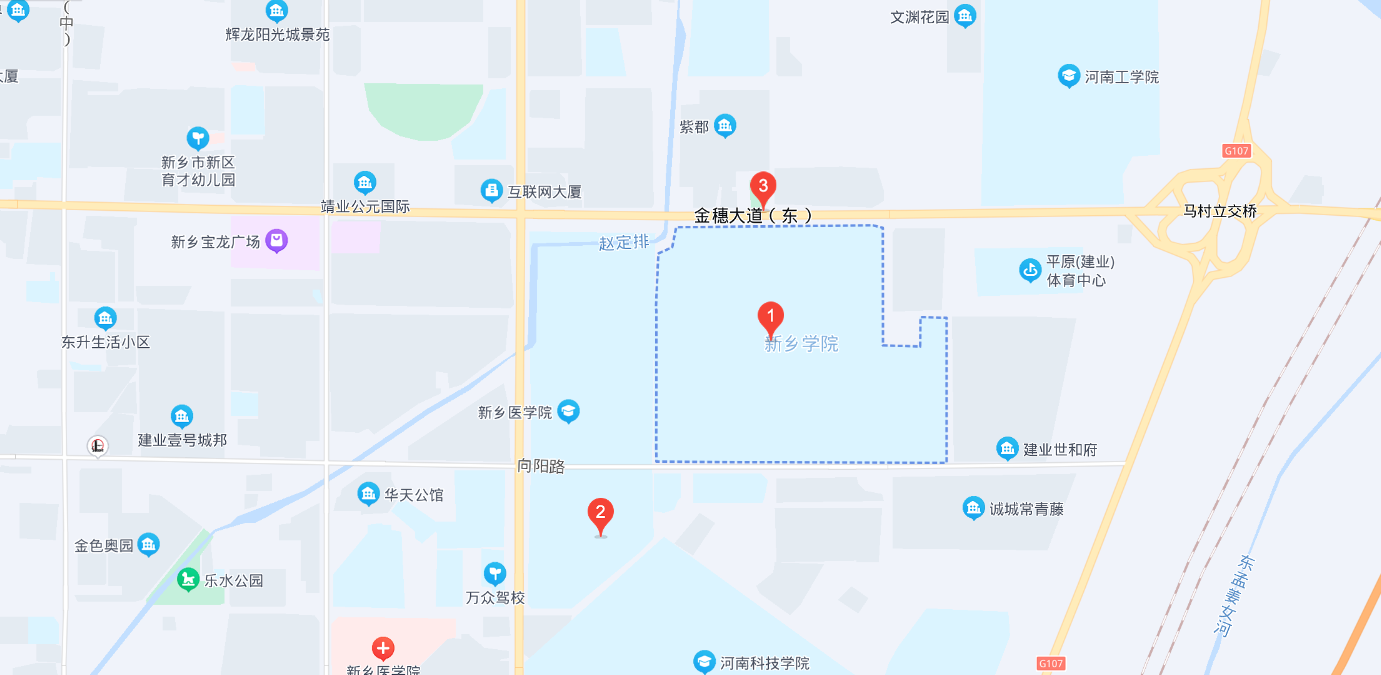 （中）
辉龙阳光城景苑
文渊花园
大厦
河南工学院
紫郡
G107
新乡市新区
育才幼儿园
互联网大厦
靖业公元国际
3
金穗大道（东）
马村立交桥
新乡宝龙广场
赵定排
平原(建业)
体育中心
1
新乡学院
东升生活小区
新乡医学院
建业壹号城邦
向阳路
建业世和府
华天公馆
2
诚城常青藤
金色奥园
乐水公园
万众驾校
东孟姜女河
新乡医学院
河南科技学院
G107